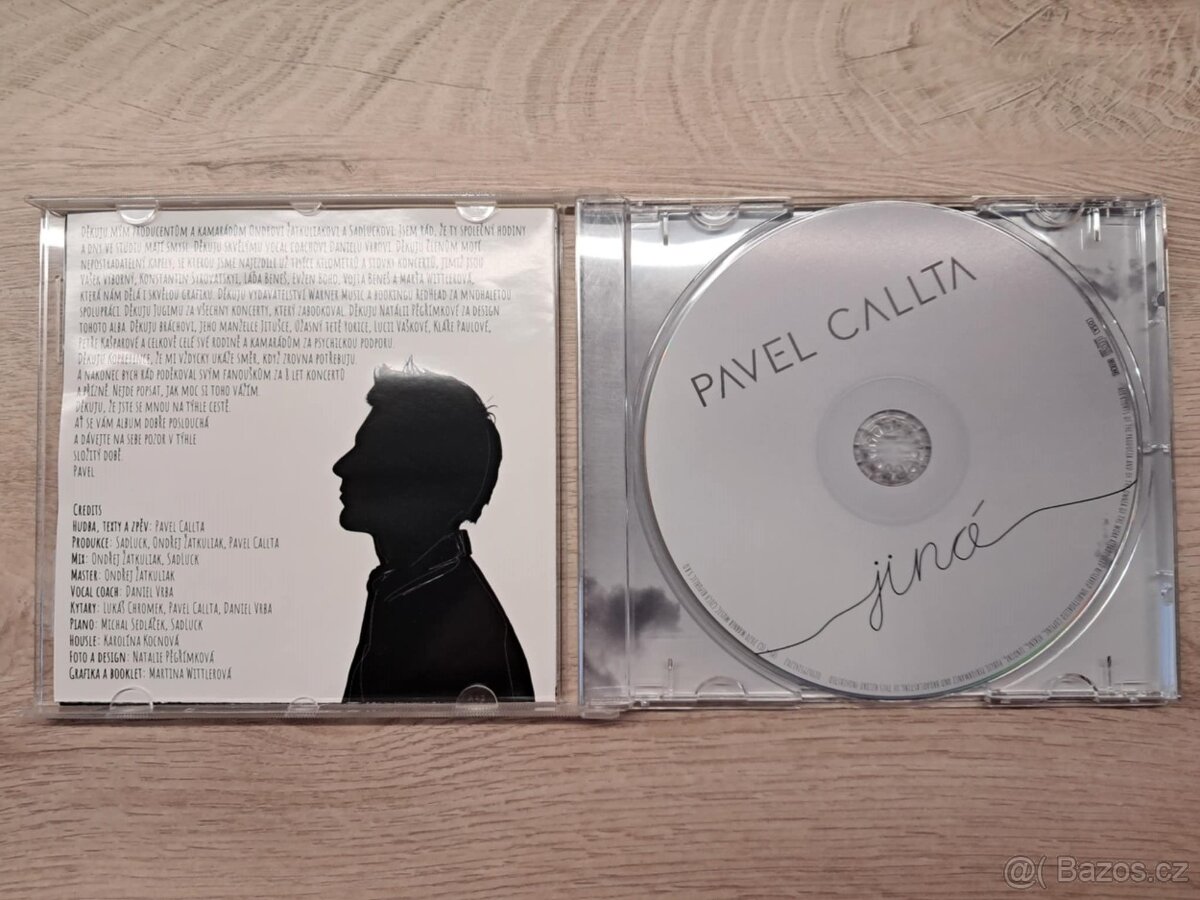 Děkuju mým producentům a kamarádům Ondrovi Žatkuliakovi a Sadluckovi. Jsem rád, že ty společný hodiny
a dny ve studiu mají smysl. Děkuju skvělýmu vocal coachovi Danielu Vrbovi. Děkuju členům mojí
nepostradatelný kapely, se kterou jsme najezdili už tisíce kilometrů a stovky koncertů, jimiž jsou
Vašek Výborný, Konstantin Struvatskye, Láďa Beneš, Evžen Boho, Vojta Beneš a Marťa Wittlerová,
která nám dělá i skvělou grafiku. Děkuju vydavatelství Warner Music a bookingu Redhead za mnohaletou
spolupráci. Děkuju Jugimu za všechny koncerty, který zabookoval. Děkuju Natálii Pěgřímkové za design
tohoto alba. Děkuju bráchovi, jeho manželce Jitušce, úžasný tetě Yorice, Lucii Vaškové, Kláře Paulové,
Petře Kašparové a celkově celé své rodině a kamarádům za psychickou podporu.
Děkuju Kopretince, že mi vždycky ukáže směr, když zrovna potřebuju.
A nakonec bych rád poděkoval svým fanouškům za 8 let koncertů
a přízně. Nejde popsat, jak moc si toho vážím.
Děkuju, že jste se mnou na týhle cestě.
Ať se vám album dobře poslouchá
a dávejte na sebe pozor v týhle
složitý době.
Pavel
Credits
Hudba, texty a zpěv: Pavel Callta
Produkce: Sadluck, Ondřej Žatkuliak, Pavel Callta
Mix: Ondřej Žatkuliak, Sadluck
Master: Ondřej Žatkuliak
Vocal coach: Daniel Vrba
Kytary: Lukáš Chromek, Pavel Callta, Daniel Vrba
Piano: Michal Sedláček, Sadluck
Housle: Karolína Kocnová
Foto a design: Natalie Pěgřímková
Grafika a booklet: Martina Wittlerová
PAVEL CALLTA
jiná
@( Bazos.cz